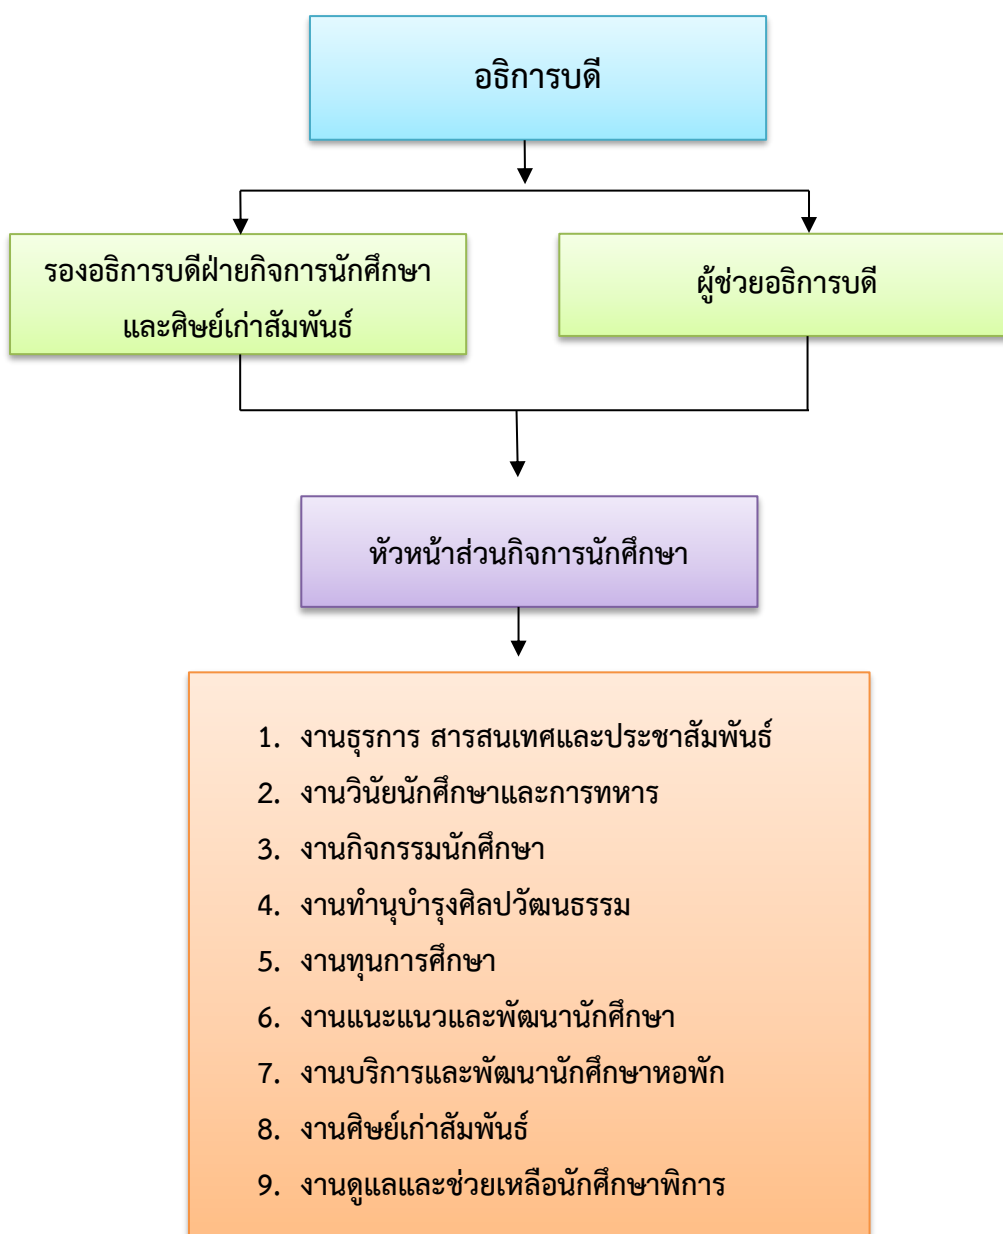 อธิการบดี
รองอธิการบดีฝ่ายกิจการนักศึกษา
และศิษย์เก่าสัมพันธ์
ผู้ช่วยอธิการบดี
หัวหน้าส่วนกิจการนักศึกษา
1. งานธุรการ สารสนเทศและประชาสัมพันธ์
2. งานวินัยนักศึกษาและการทหาร
3. งานกิจกรรมนักศึกษา
4. งานทำนุบำรุงศิลปวัฒนธรรม
5. งานทุนการศึกษา
6. งานแนะแนวและพัฒนานักศึกษา
7. งานบริการและพัฒนานักศึกษาหอพัก
8. งานศิษย์เก่าสัมพันธ์
9. งานดูแลและช่วยเหลือนักศึกษาพิการ